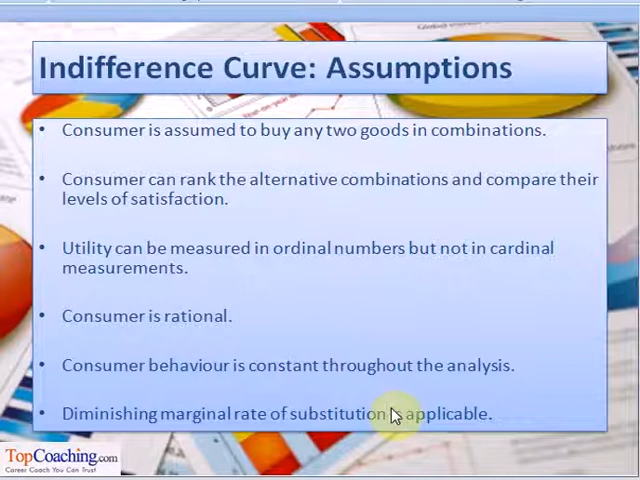 Indifference Curve: Assumptions
• Consumer is assumed to buy any two goods in combinations.
• Consumer can rank the alternative combinations and compare their
levels of satisfaction.
• Utility can be measured in ordinal numbers but not in cardinal
measurements.
• Consumer is rational.
• Consumer behaviour is constant throughout the analysis.
• Diminishing marginal rate of substitution is applicable.
TopCoaching.com
Career Coach You Can Trust